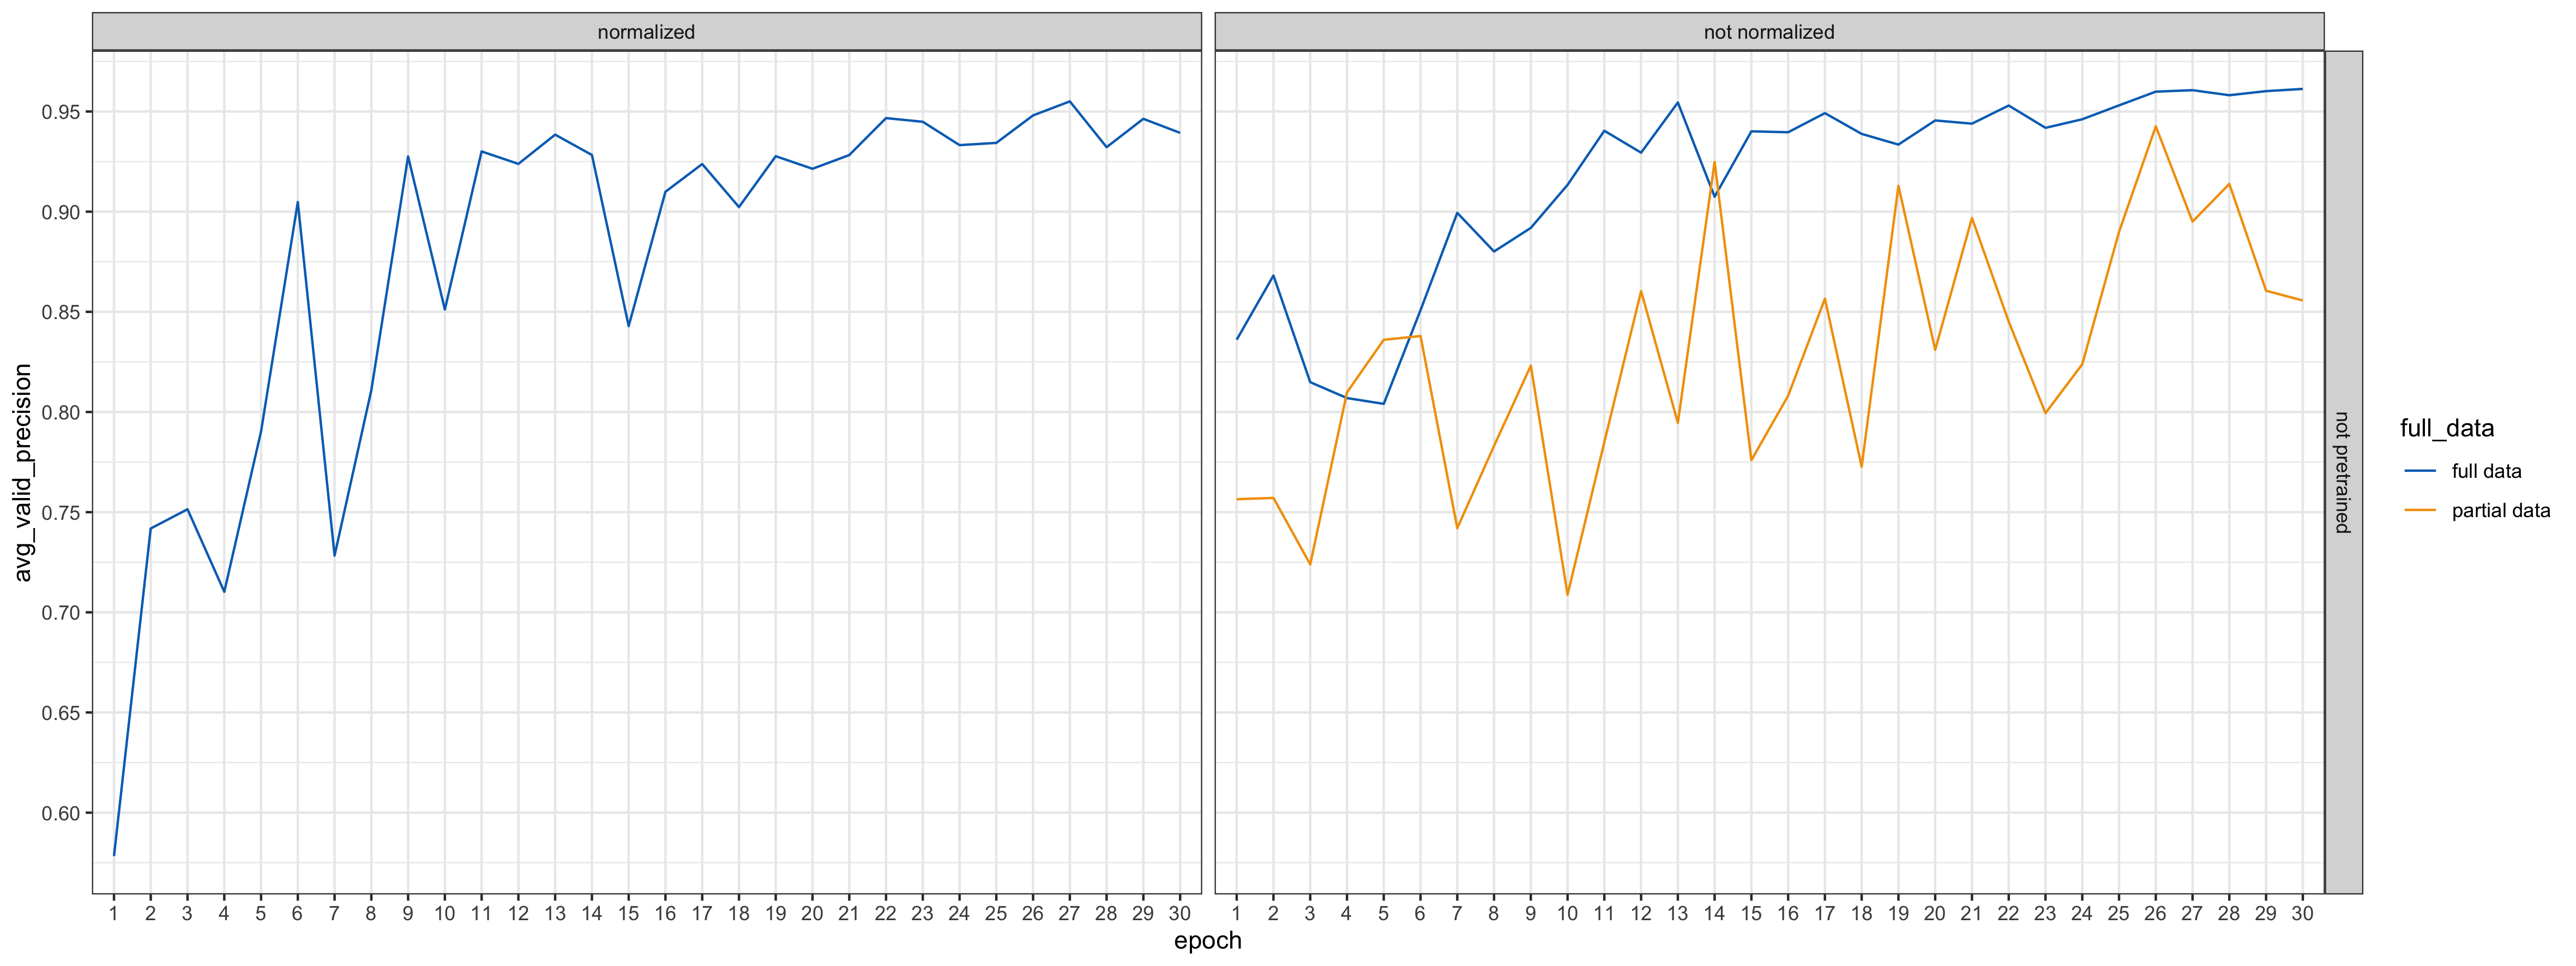 normalized
not normalized
avg_valid_precision
0.95
0.90
0.85
0.80
0.75
0.70
0.65
0.60
1 2 3 4 5 6 7 8 9 10 11 12 13 14 15 16 17 18 19 20 21 22 23 24 25 26 27 28 29 30
1 2 3 4 5 6 7 8 9 10 11 12 13 14 15 16 17 18 19 20 21 22 23 24 25 26 27 28 29 30
epoch
not pretrained
full_data
full data
partial data